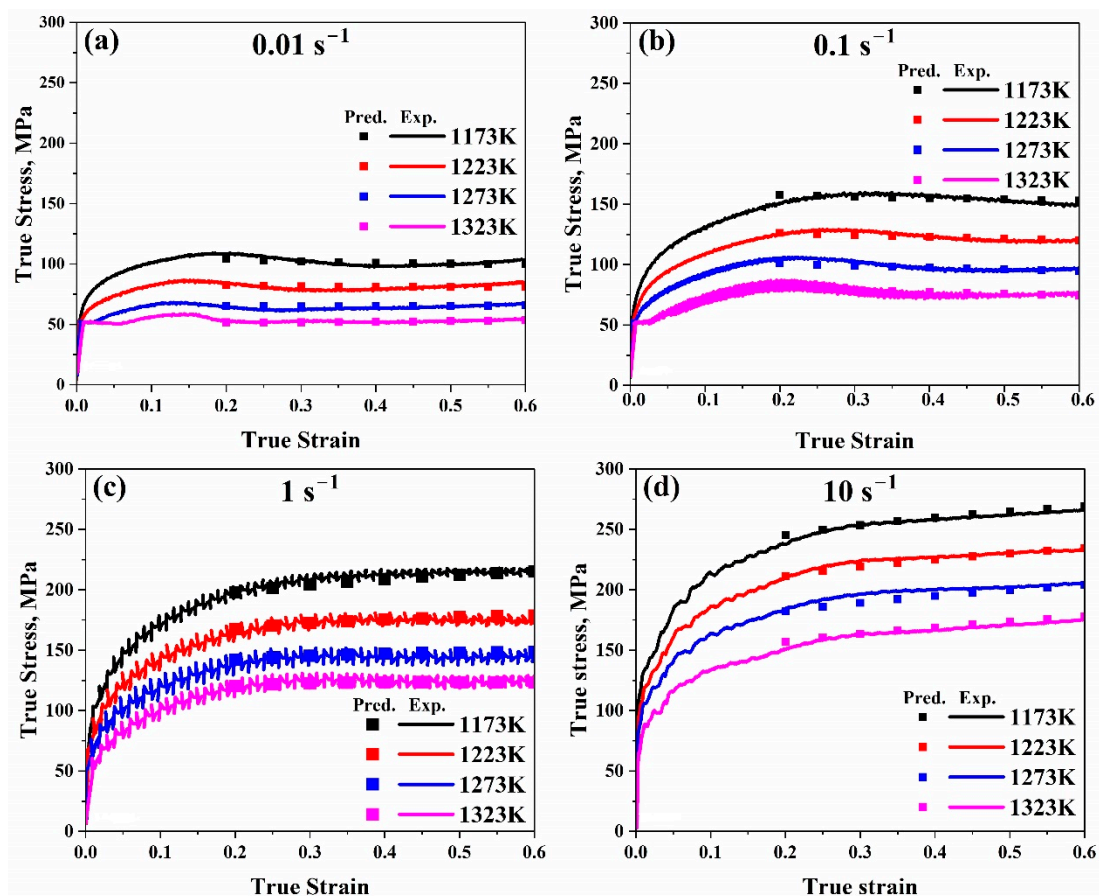 (a) 0.01 s⁻¹
Pred. Exp.
1173K
1223K
1273K
1323K
300
250
200
150
100
50
0
True Stress, MPa
0.0 0.1 0.2 0.3 0.4 0.5 0.6
True Strain
(b) 0.1 s⁻¹
Pred. Exp.
1173K
1223K
1273K
1323K
300
250
200
150
100
50
0
True Stress, MPa
0.0 0.1 0.2 0.3 0.4 0.5 0.6
True Strain
(c) 1 s⁻¹
300
250
200
150
100
50
0
True Stress, MPa
Pred. Exp.
1173K
1223K
1273K
1323K
0.0 0.1 0.2 0.3 0.4 0.5 0.6
True Strain
(d) 10 s⁻¹
300
250
200
150
100
50
0
True stress, MPa
Pred. Exp.
1173K
1223K
1273K
1323K
0.0 0.1 0.2 0.3 0.4 0.5 0.6
True strain